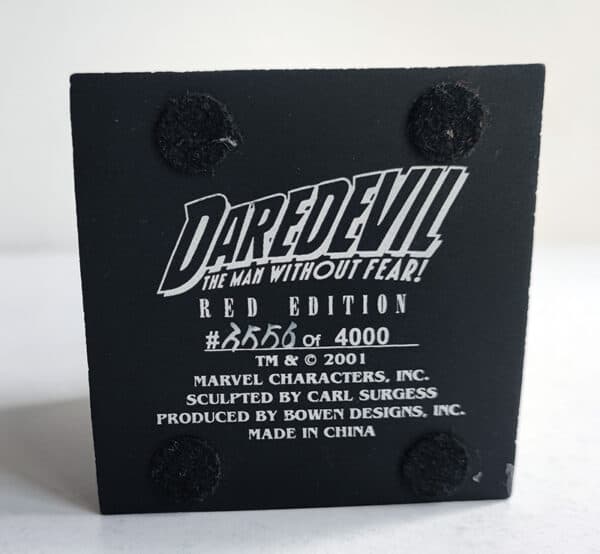 DAREDEVIL
THE MAN WITHOUT FEAR!
RED EDITION
#3556 Of 4000
TM & © 2001
MARVEL CHARACTERS, INC.
SCULPTED BY CARL SURGESS
PRODUCED BY BOWEN DESIGNS, INC.
MADE IN CHINA